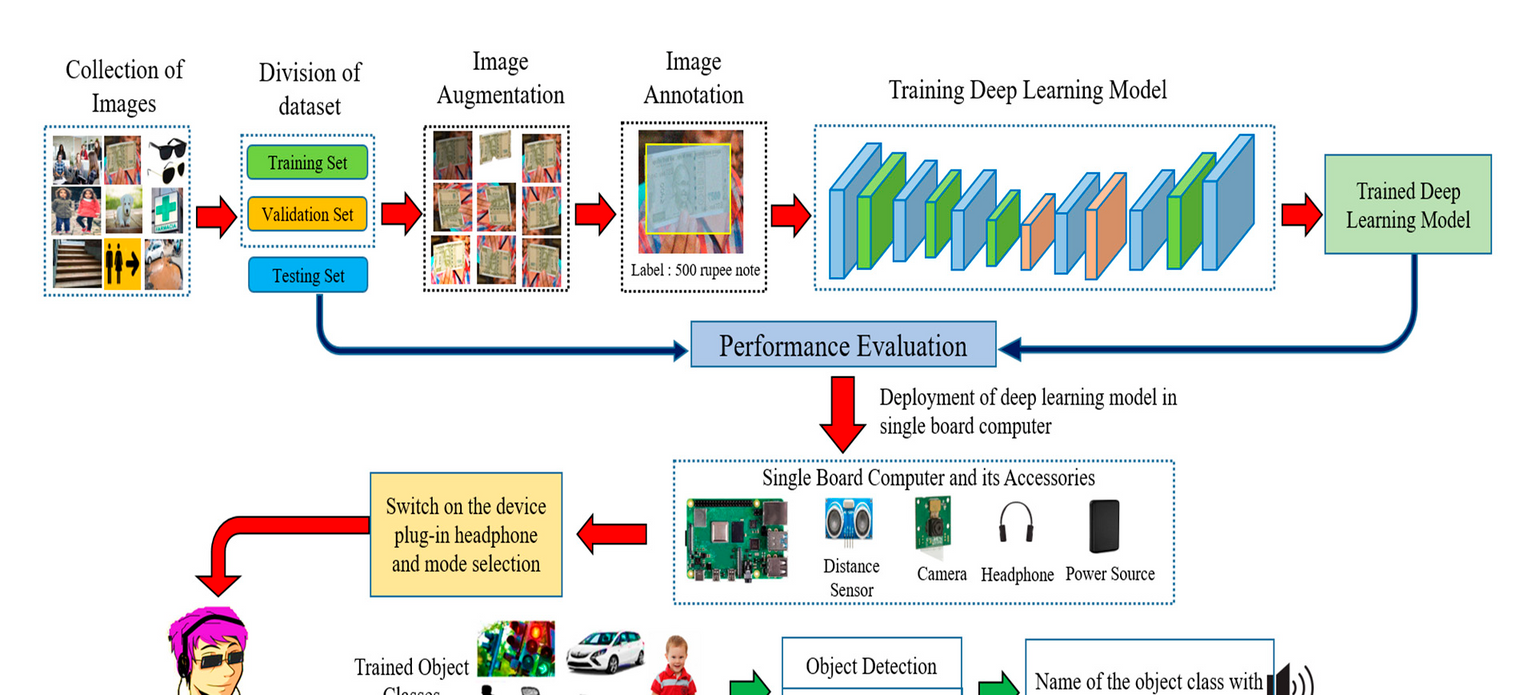 Collection of
Images
Division of
dataset
Image
Augmentation
Image
Annotation
Training Deep Learning Model
Training Set
Validation Set
Testing Set
Label : 500 rupee note
Trained Deep
Learning Model
Performance Evaluation
Deployment of deep learning model in
single board computer
Single Board Computer and its Accessories
Distance
Sensor
Camera
Headphone
Power Source
Switch on the device
plug-in headphone
and mode selection
Trained Object
Classes
Object Detection
Name of the object class with